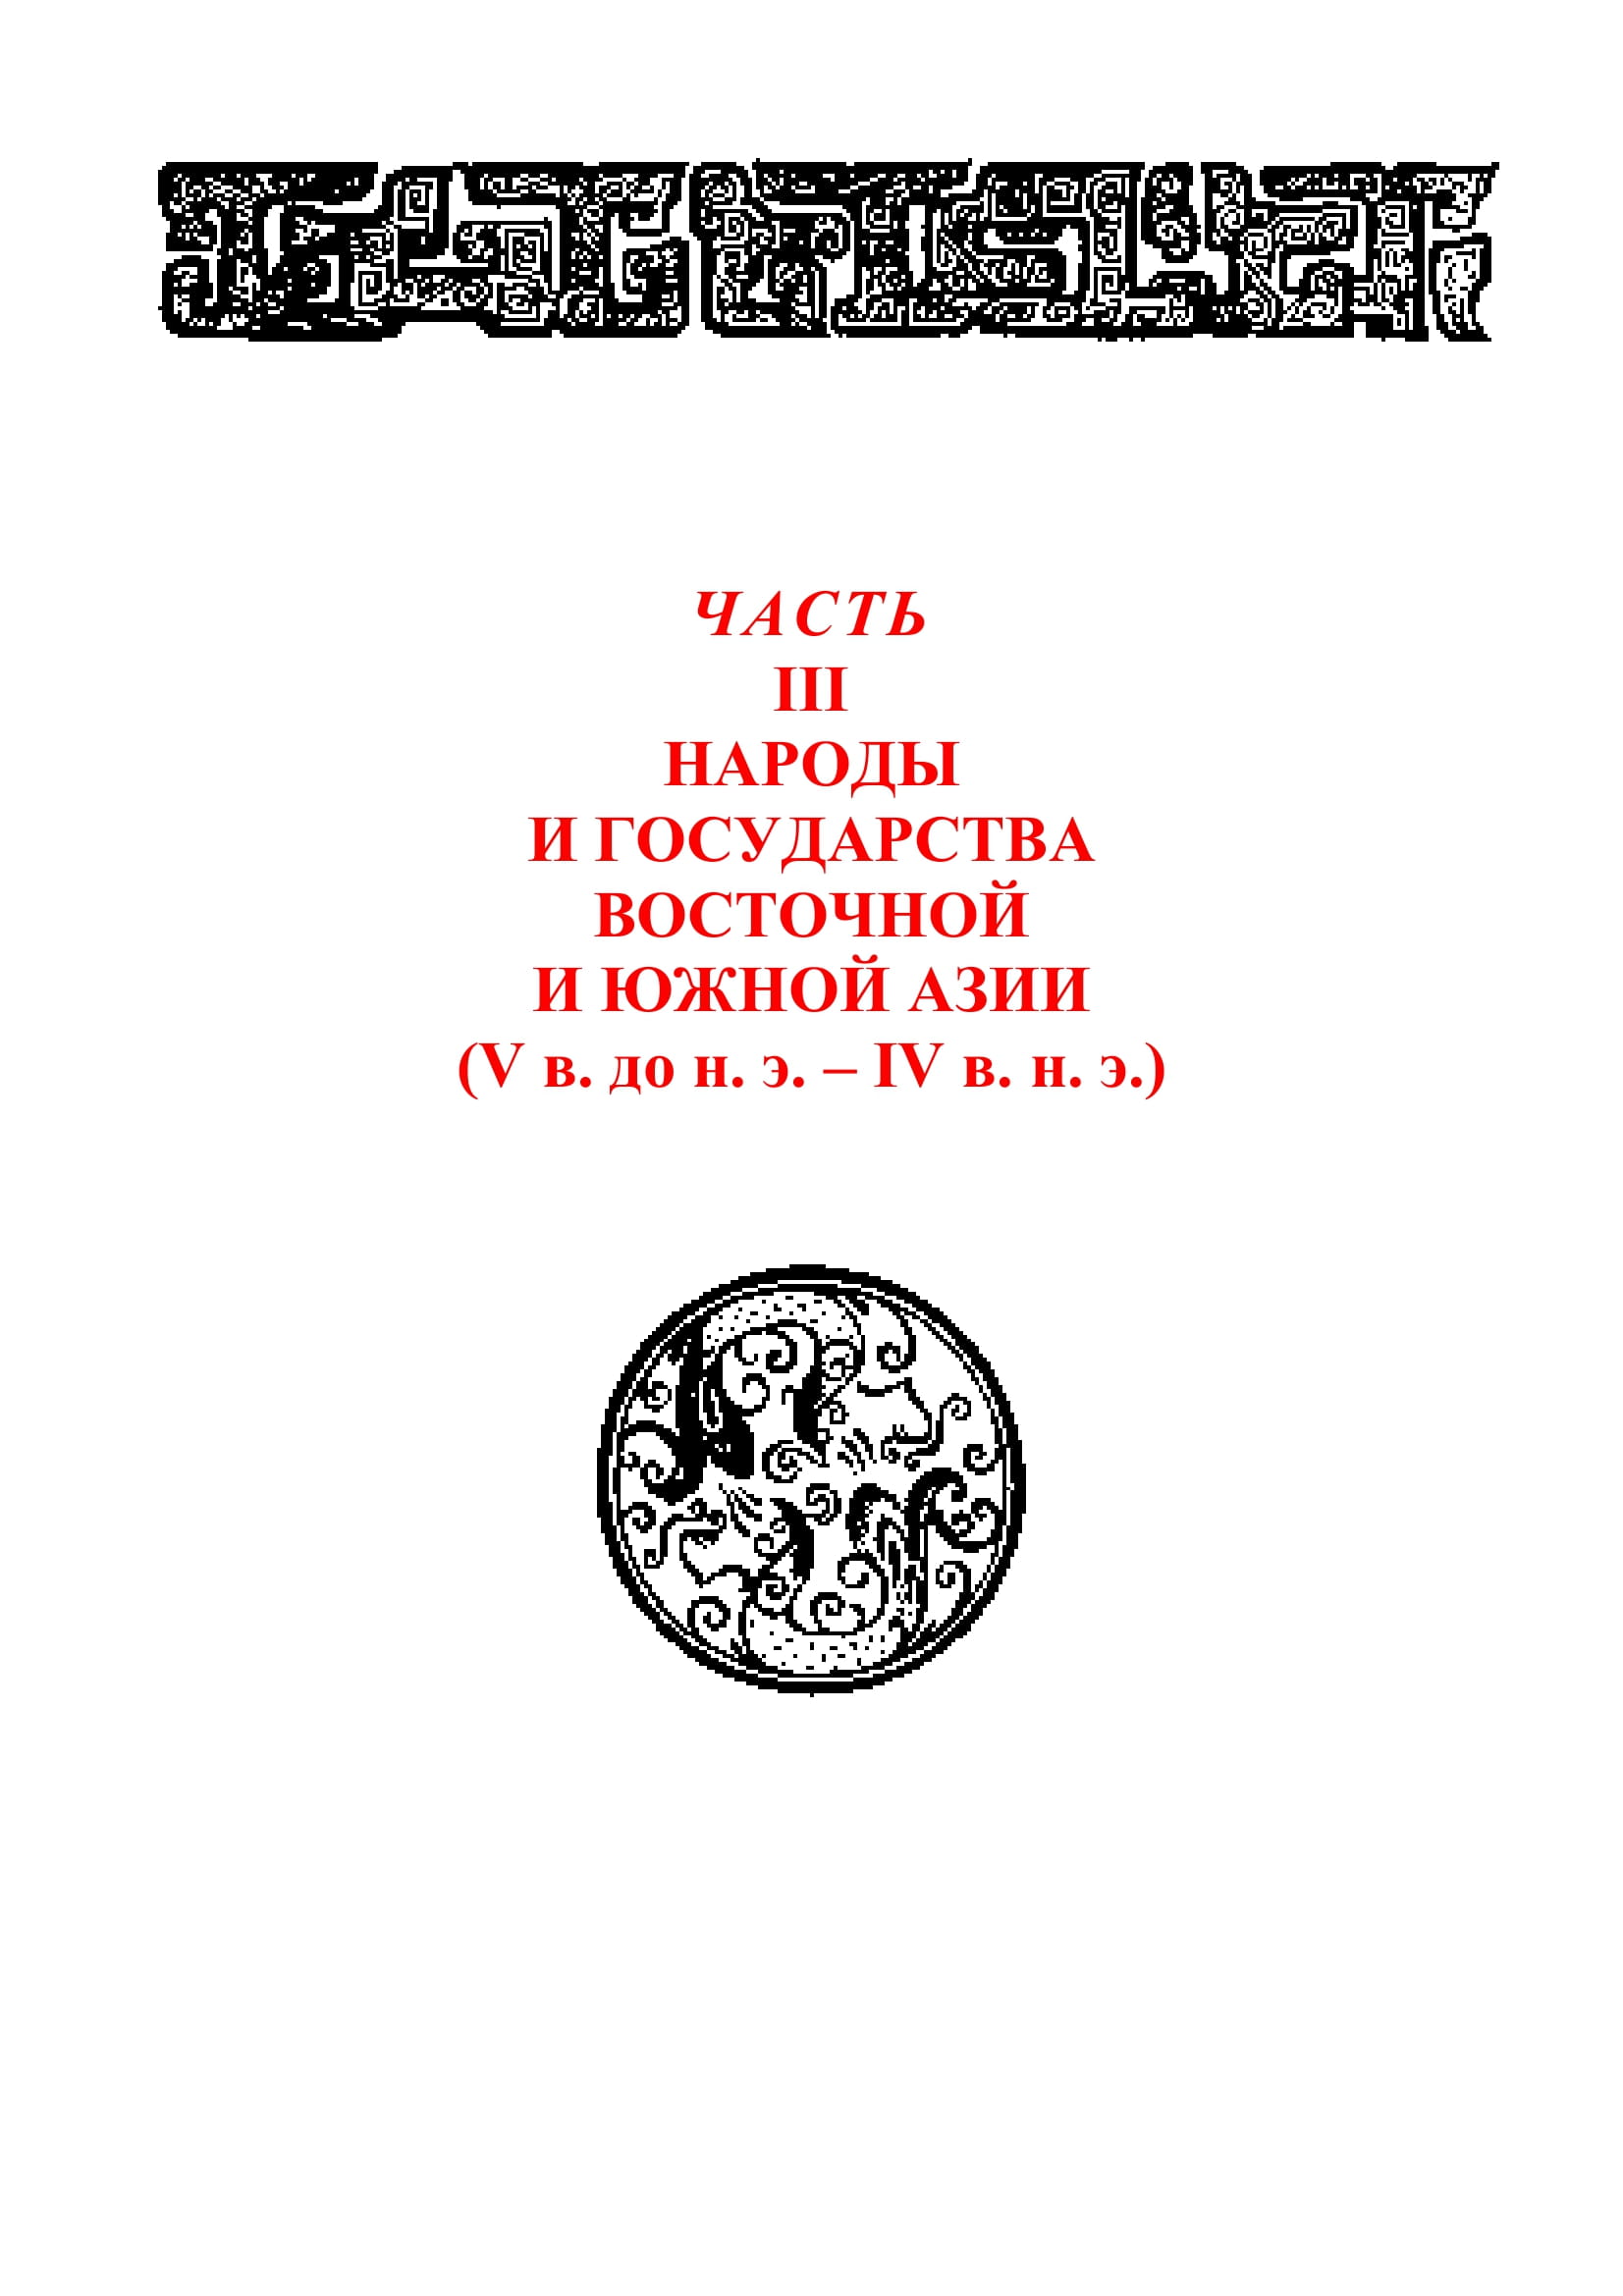 ЧАСТЬ
III
НАРОДЫ
И ГОСУДАРСТВА
ВОСТОЧНОЙ
И ЮЖНОЙ АЗИИ
(V в. до н. э. – IV в. н. э.)